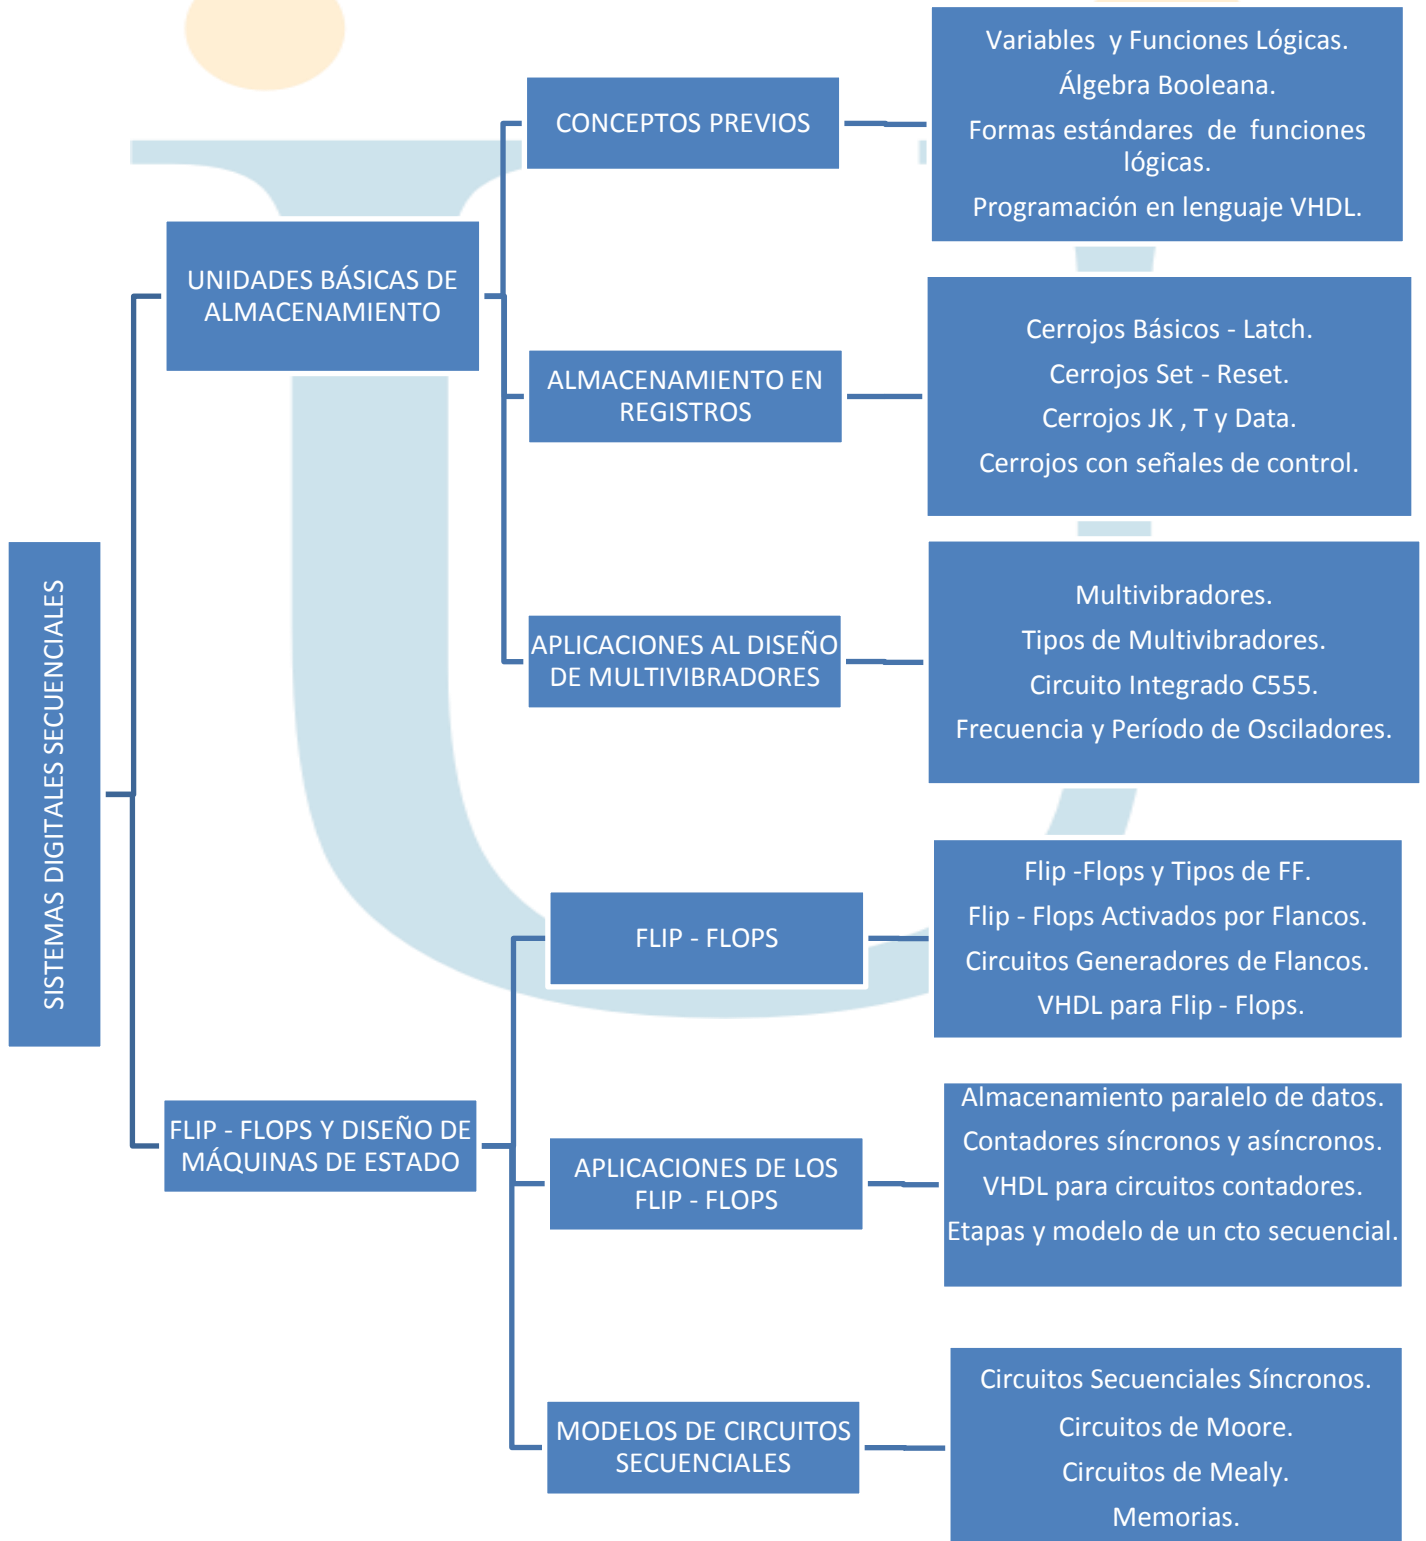 SISTEMAS DIGITALES SECUENCIALES
UNIDADES BÁSICAS DE
ALMACENAMIENTO
CONCEPTOS PREVIOS
Variables y Funciones Lógicas.
Álgebra Booleana.
Formas estándares de funciones
lógicas.
Programación en lenguaje VHDL.
ALMACENAMIENTO EN
REGISTROS
Cerrojos Básicos - Latch.
Cerrojos Set - Reset.
Cerrojos JK , T y Data.
Cerrojos con señales de control.
APLICACIONES AL DISEÑO
DE MULTIVIBRADORES
Multivibradores.
Tipos de Multivibradores.
Circuito Integrado C555.
Frecuencia y Período de Osciladores.
FLIP - FLOPS Y DISEÑO DE
MÁQUINAS DE ESTADO
FLIP - FLOPS
Flip -Flops y Tipos de FF.
Flip - Flops Activados por Flancos.
Circuitos Generadores de Flancos.
VHDL para Flip - Flops.
APLICACIONES DE LOS
FLIP - FLOPS
Almacenamiento paralelo de datos.
Contadores síncronos y asíncronos.
VHDL para circuitos contadores.
Etapas y modelo de un cto secuencial.
MODELOS DE CIRCUITOS
SECUENCIALES
Circuitos Secuenciales Síncronos.
Circuitos de Moore.
Circuitos de Mealy.
Memorias.